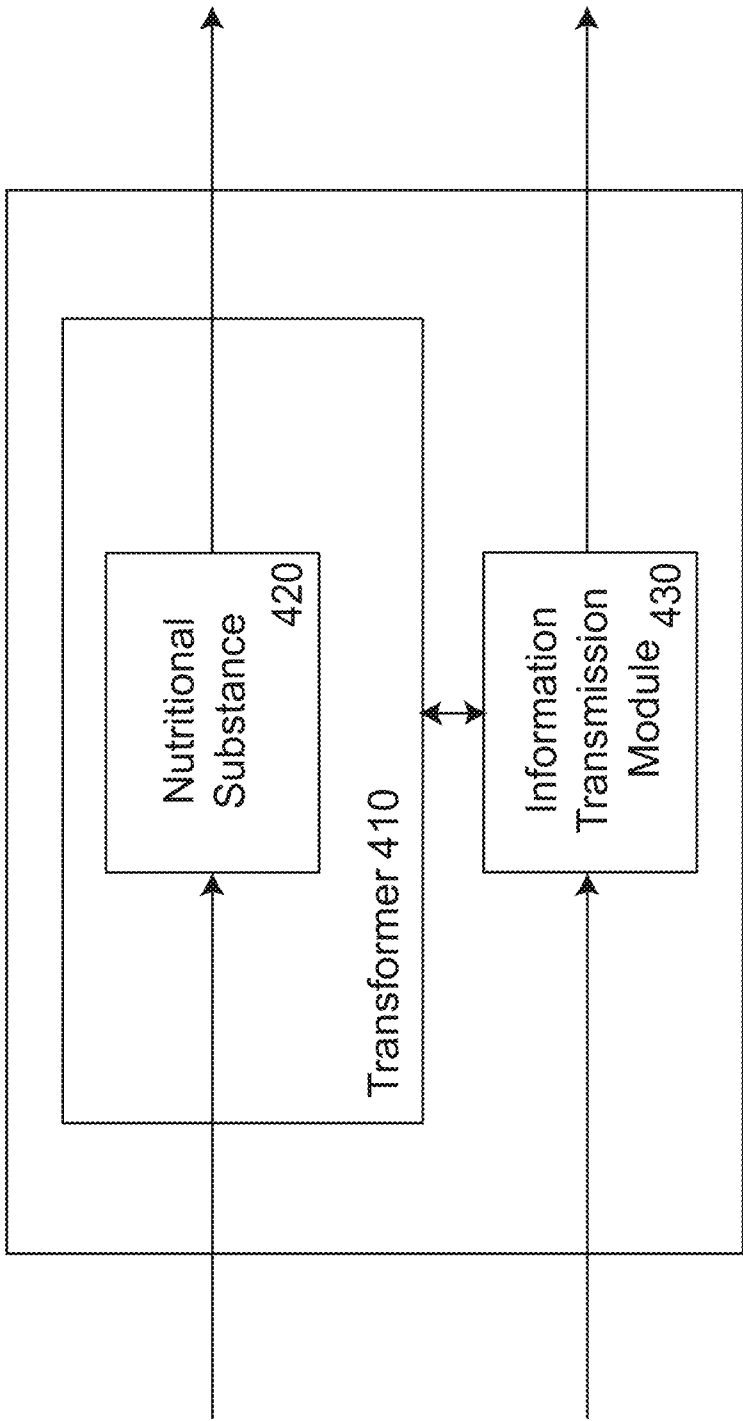 Nutritional
Substance
420
Transformer 410
Information
Transmission
Module 430